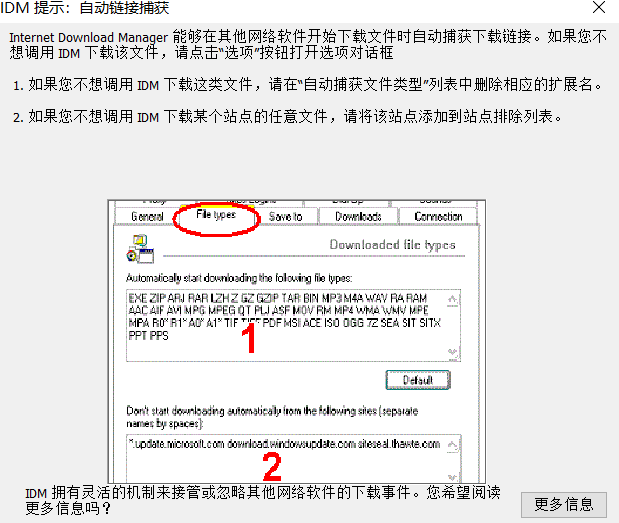 IDM 提示：自动链接捕获
Internet Download Manager 能够在其他网络软件开始下载文件时自动捕获下载链接。如果您不
想调用 IDM 下载该文件，请点击“选项”按钮打开选项对话框
1. 如果您不想调用 IDM 下载这类文件，请在“自动捕获文件类型”列表中删除相应的扩展名。
2. 如果您不想调用 IDM 下载某个站点的任意文件，请将该站点添加到站点排除列表。
General File types Save to Downloads Connection
Downloaded file types
Automatically start downloading the following file types:
EXE ZIP ARJ RAR LZH Z GZ GZIP TAR BIN MP3 M4A WAV RA RAM
AAC AIF AVI MPG MPEG QT PLJ ASF MOV RM MP4 WMA WMV MPE
MPA R0* R1* A0* A1* TIF TIFF PDF MSI ACE ISO OGG 7Z SEA SIT SITX
PPT PPS
1
Default
Don't start downloading automatically from the following sites (separate
names by spaces):
*.update.microsoft.com download.windowsupdate.com siteseal.thawte.com
2
IDM 拥有灵活的机制来接管或忽略其他网络软件的下载事件。您希望阅读
更多信息吗？
更多信息